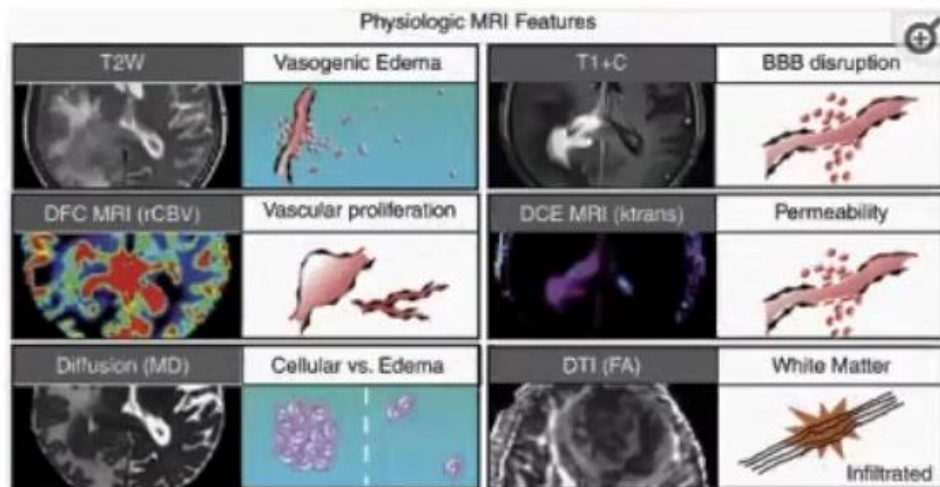 Physiologic MRI Features
T2W
Vasogenic Edema
T1+C
BBB disruption
DFC MRI (rCBV)
Vascular proliferation
DCE MRI (ktrans)
Permeability
Diffusion (MD)
Cellular vs. Edema
DTI (FA)
White Matter
Infiltrated